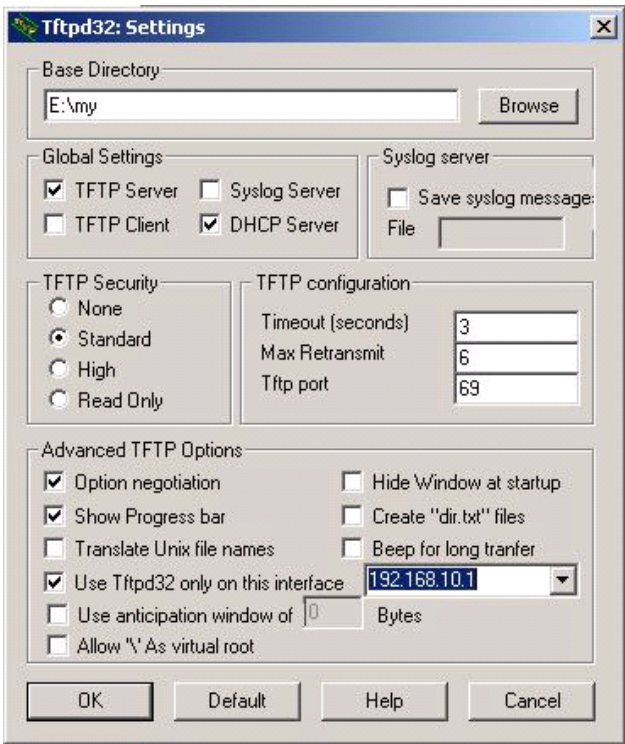 Tftpd32: Settings
Base Directory
E:\my
Browse
Global Settings
TFTP Server
Syslog Server
TFTP Client
DHCP Server
Syslog server
Save syslog message
File
TFTP Security
None
Standard
High
Read Only
TFTP configuration
Timeout (seconds)
3
Max Retransmit
6
Tftp port
69
Advanced TFTP Options
Option negotiation
Hide Window at startup
Show Progress bar
Create "dir.txt" files
Translate Unix file names
Beep for long tranfer
Use Tftpd32 only on this interface
192.168.10.1
Use anticipation window of
0
Bytes
Allow '\' As virtual root
OK
Default
Help
Cancel